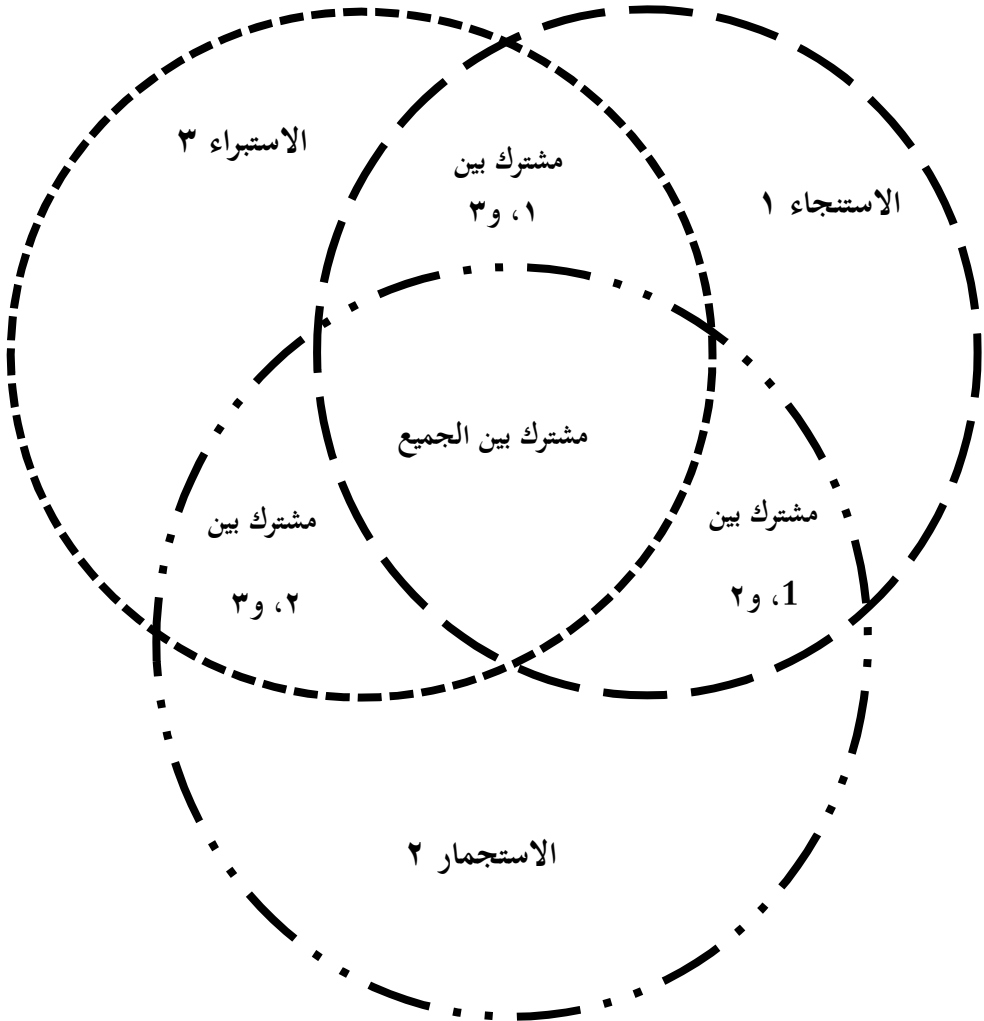 الاستبراء ٣
مشترك بين
١، و٣
الاستنجاء ١
مشترك بين الجميع
مشترك بين
1، و٢
مشترك بين
٢، و٣
الاستجمار ٢